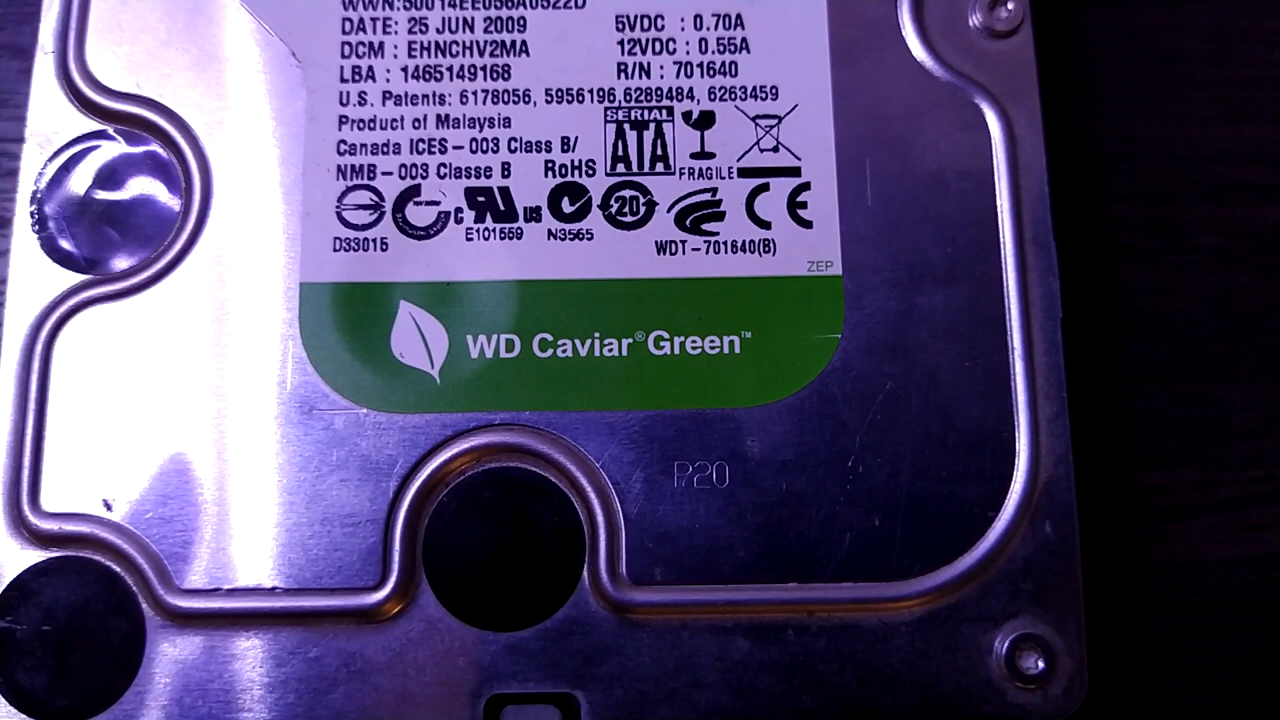 WWN:50014EE056A0522D
DATE: 25 JUN 2009 5VDC : 0.70A
DCM : EHNCHV2MA 12VDC : 0.55A
LBA : 1465149168 R/N : 701640
U.S. Patents: 6178056, 5956196,6289484, 6263459
Product of Malaysia
Canada ICES-003 Class B/
NMB-003 Classe B RoHS
SERIAL
ATA
FRAGILE
c US 20 CE
D33015 E101559 N3565 WDT-701640(B)
ZEP
WD Caviar® Green™
P20